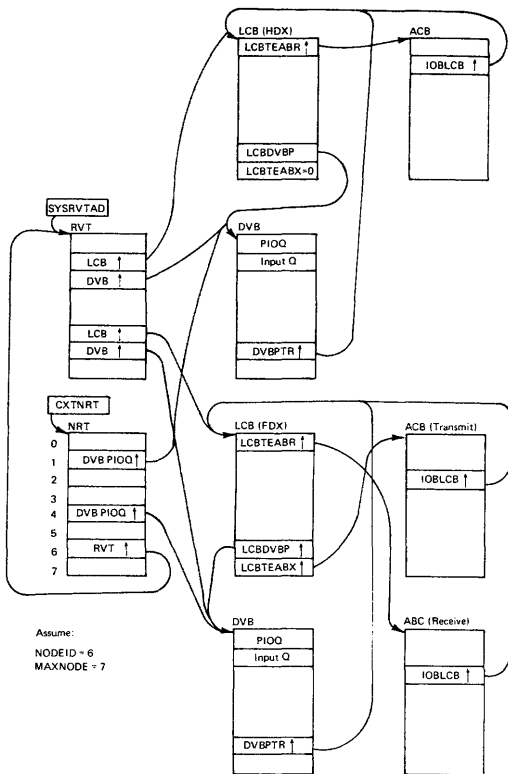 LCB (HDX)
LCBTEABR ↑
LCBDVBP
LCBTEABX=0
ACB
IOBLCB ↑
SYSRVTAD
RVT
LCB ↑
DVB ↑
LCB ↑
DVB ↑
DVB
PIOQ
Input Q
DVBPTR ↑
CXTNRT
NRT
0
1 DVB PIOQ ↑
2
3
4 DVB PIOQ ↑
5
6 RVT ↑
7
LCB (FDX)
LCBTEABR ↑
LCBDVBP ↑
LCBTEABX ↑
ACB (Transmit)
IOBLCB ↑
DVB
PIOQ
Input Q
DVBPTR ↑
ABC (Receive)
IOBLCB ↑
Assume:
NODEID = 6
MAXNODE = 7